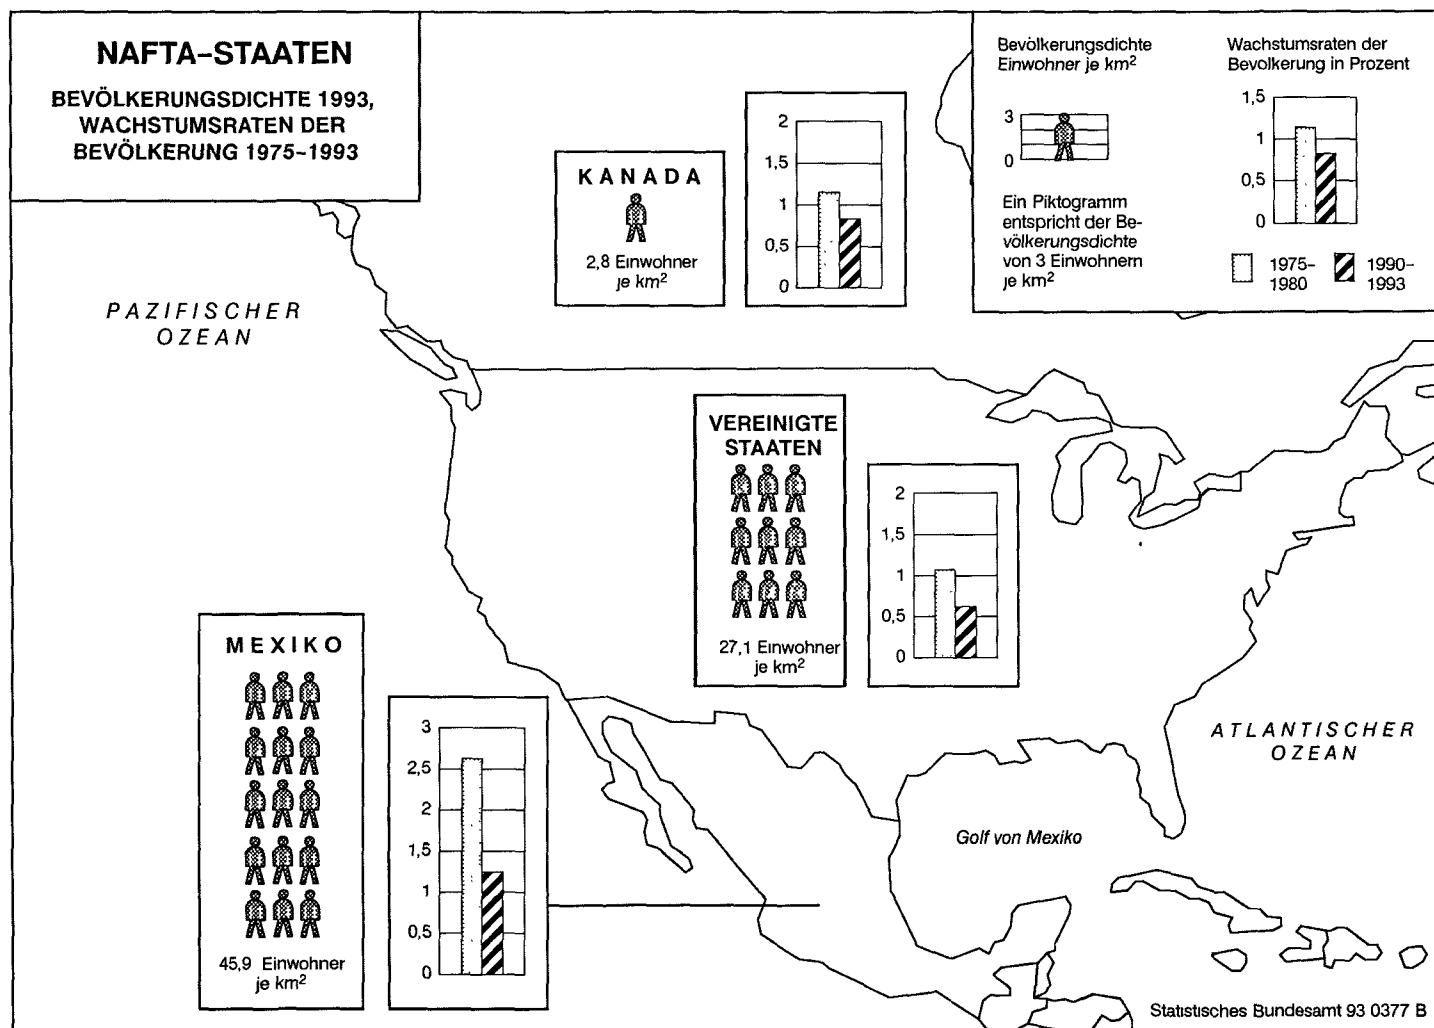 NAFTA-STAATEN
BEVÖLKERUNGSDICHTE 1993,
WACHSTUMSRATEN DER
BEVÖLKERUNG 1975-1993
Bevölkerungsdichte
Einwohner je km²
3
0
Ein Piktogramm
entspricht der Be-
völkerungsdichte
von 3 Einwohnern
je km²
Wachstumsraten der
Bevolkerung in Prozent
1,5
1
0,5
0
1975-
1980
1990-
1993
KANADA
2,8 Einwohner
je km²
2
1,5
1
0,5
0
PAZIFISCHER
OZEAN
VEREINIGTE
STAATEN
27,1 Einwohner
je km²
2
1,5
1
0,5
0
MEXIKO
45,9 Einwohner
je km²
3
2,5
2
1,5
1
0,5
0
ATLANTISCHER
OZEAN
Golf von Mexiko
Statistisches Bundesamt 93 0377 B